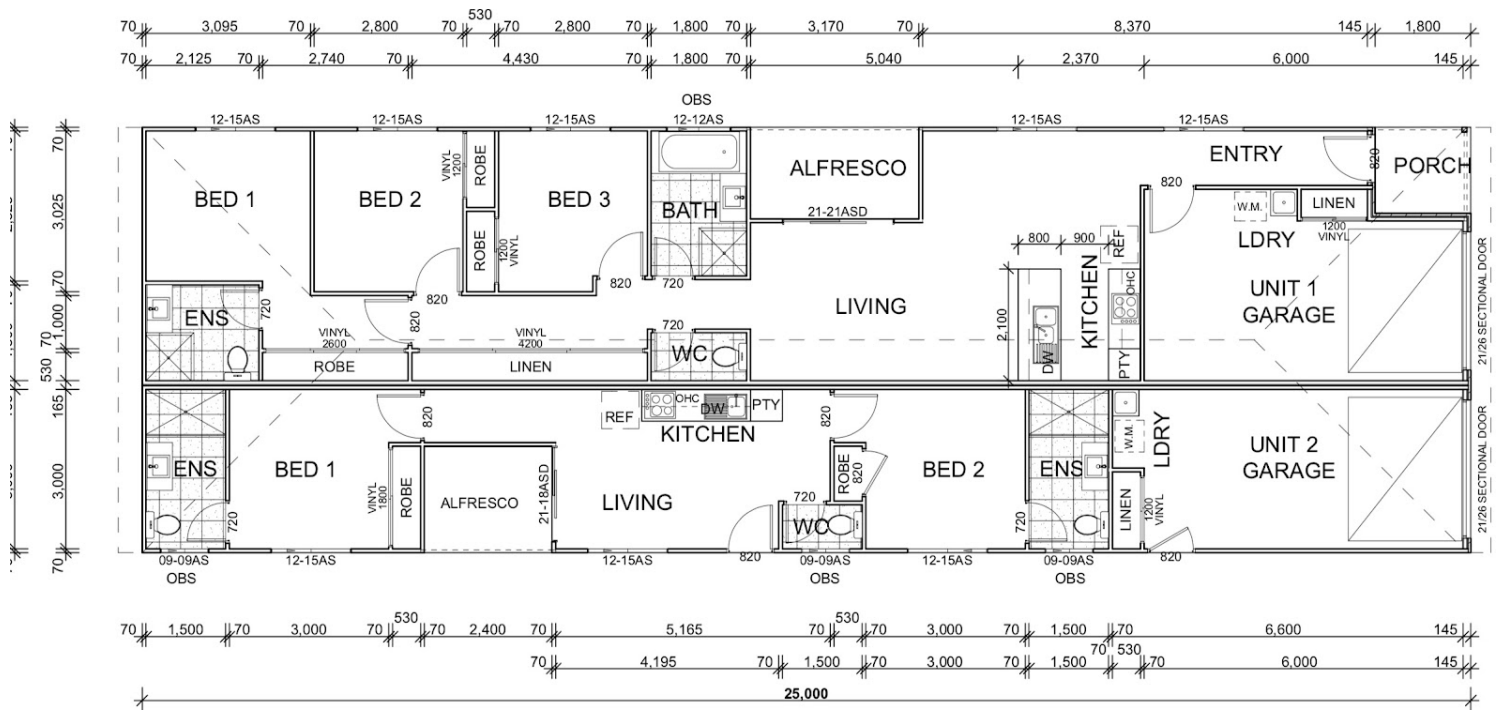 530
70 3,095 70 2,800 70 2,800 70 1,800 70 3,170 70 8,370 145 1,800
70 2,125 70 2,740 70 4,430 70 1,800 70 5,040 2,370 6,000 145
OBS
12-15AS 12-15AS 12-15AS 12-12AS 12-15AS 12-15AS
70
3,025
70
1,000
70
530
165
3,000
70
BED 1
BED 2
VINYL
1200
ROBE
ROBE
1200
VINYL
BED 3
BATH
ALFRESCO
21-21ASD
ENTRY
820
PORCH
820
W.M.
LINEN
1200
VINYL
LDRY
800 900
REF
OHC
KITCHEN
LIVING
2,100
DW
PTY
UNIT 1
GARAGE
21/26 SECTIONAL DOOR
820
820
720
ENS
720
820
VINYL
2600
VINYL
4200
720
WC
ROBE
LINEN
ENS
720
BED 1
820
VINYL
1800
ROBE
ALFRESCO
21-18ASD
REF
OHC
DW
PTY
KITCHEN
LIVING
820
820
ROBE
820
720
WC
BED 2
720
ENS
W.M.
LDRY
LINEN
1200
VINYL
820
UNIT 2
GARAGE
21/26 SECTIONAL DOOR
09-09AS 12-15AS 12-15AS 09-09AS 12-15AS 09-09AS
OBS OBS OBS
530 530
70 1,500 70 3,000 70 70 2,400 70 5,165 70 70 3,000 70 1,500 70 6,600 145
70 4,195 70 1,500 70 3,000 70 1,500 70 530 70 6,000 145
25,000